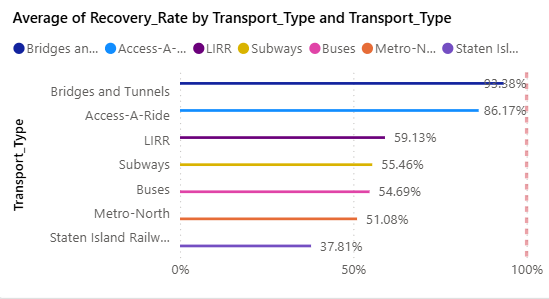 Average of Recovery_Rate by Transport_Type and Transport_Type
Bridges an... Access-A-... LIRR Subways Buses Metro-N... Staten Isl...
Transport_Type
Bridges and Tunnels 93.38%
Access-A-Ride 86.17%
LIRR 59.13%
Subways 55.46%
Buses 54.69%
Metro-North 51.08%
Staten Island Railw... 37.81%
0% 50% 100%